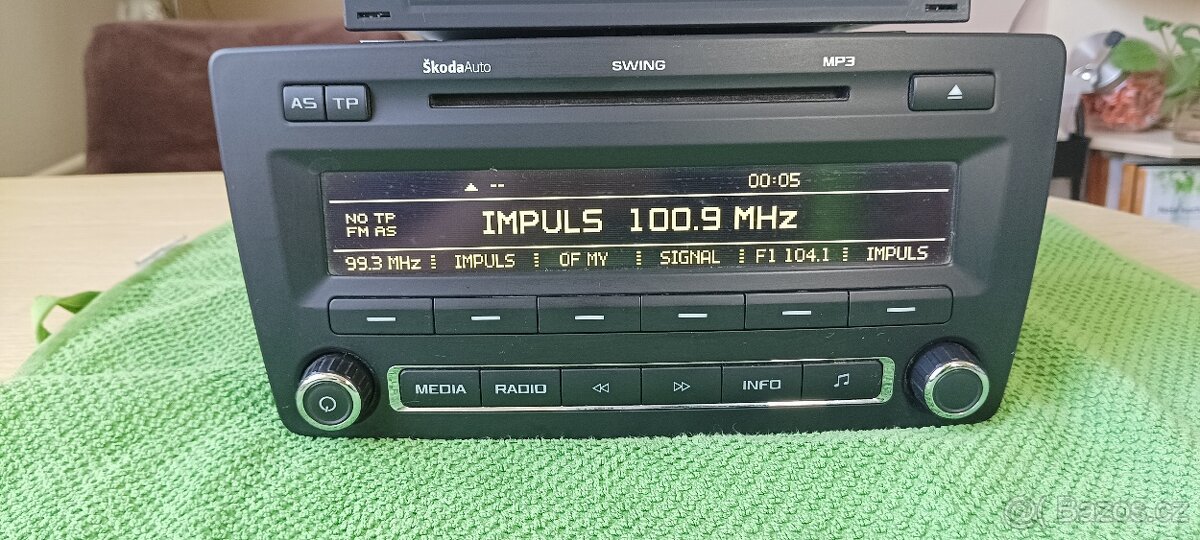 ŠkodaAuto SWING MP3
AS TP
-- 00:05
NO TP
FM AS
IMPULS 100.9 MHz
99.3 MHz IMPULS OF MY SIGNAL F1 104.1 IMPULS
MEDIA RADIO INFO
Bazos.cz